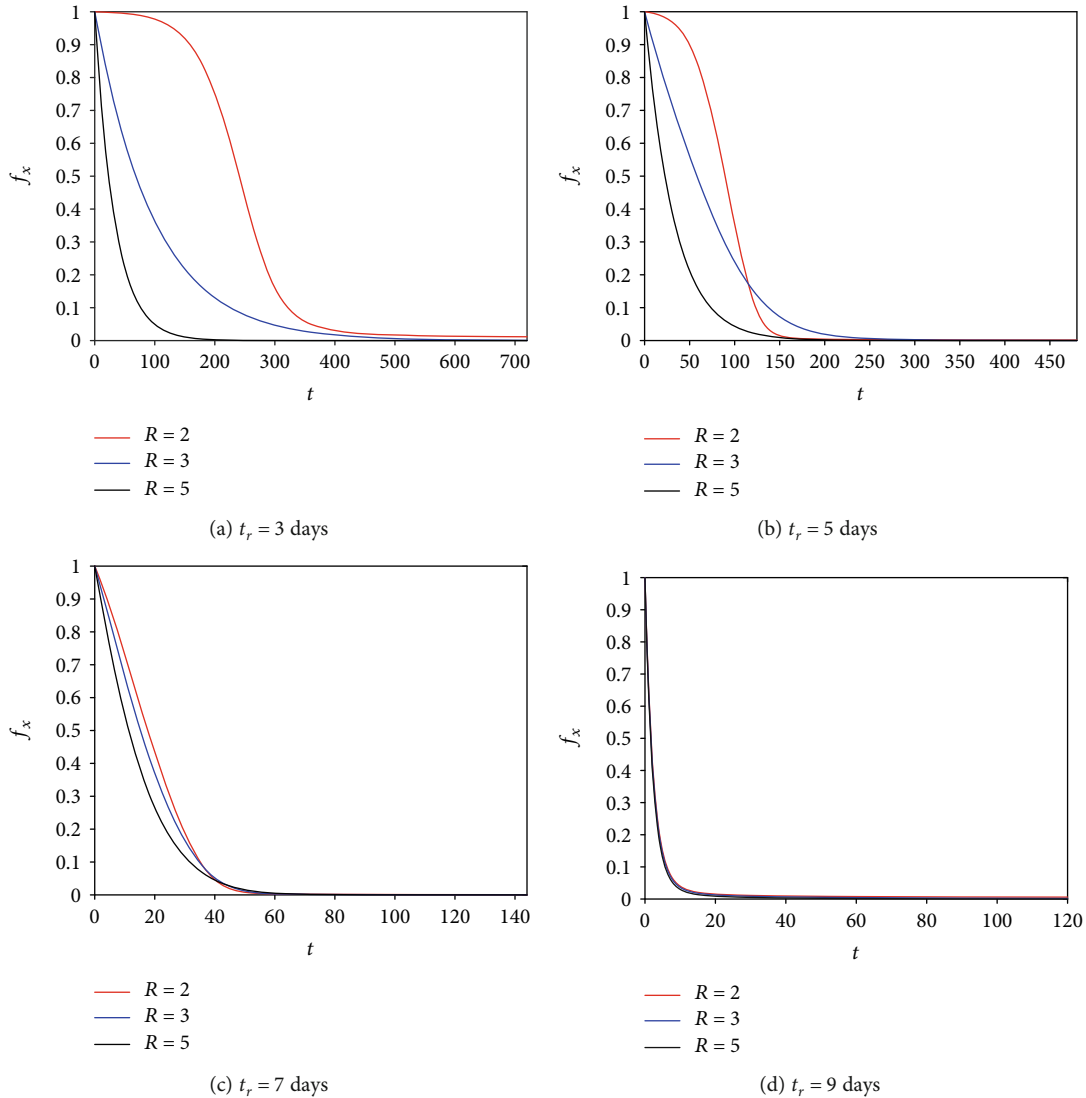 1
0.9
0.8
0.7
0.6
0.5
0.4
0.3
0.2
0.1
0
f_x
0 100 200 300 400 500 600 700
t
R = 2
R = 3
R = 5
(a) t_r = 3 days
1
0.9
0.8
0.7
0.6
0.5
0.4
0.3
0.2
0.1
0
f_x
0 50 100 150 200 250 300 350 400 450
t
R = 2
R = 3
R = 5
(b) t_r = 5 days
1
0.9
0.8
0.7
0.6
0.5
0.4
0.3
0.2
0.1
0
f_x
0 20 40 60 80 100 120 140
t
R = 2
R = 3
R = 5
(c) t_r = 7 days
1
0.9
0.8
0.7
0.6
0.5
0.4
0.3
0.2
0.1
0
f_x
0 20 40 60 80 100 120
t
R = 2
R = 3
R = 5
(d) t_r = 9 days